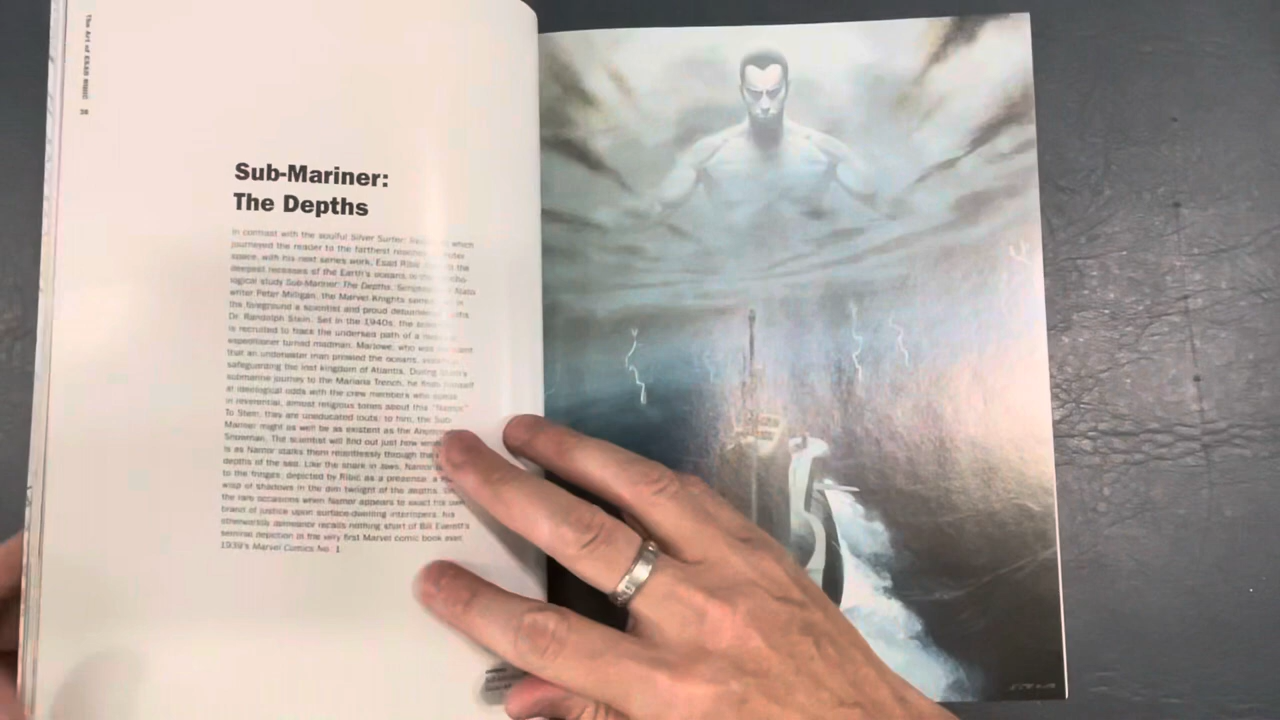 The Art of Esad Ribić 38
Sub-Mariner:
The Depths
In contrast with the soulful Silver Surfer: which
journeyed the reader to the farthest outer
space, with his next series work, Esad Ribić the
deepest recesses of the Earth's oceans in
logical study Sub-Mariner: The Depths.
writer Peter Milligan, the Marvel Knights in
the foreground a scientist and proud
Dr. Randolph Stein. Set in the 1940s, the
is recruited to trace the undersea path of a
expeditioner turned madman, Marlowe, who was
that an underwater man prowled the oceans,
safeguarding the lost kingdom of Atlantis. During
submarine journey to the Mariana Trench, he finds himself
at ideological odds with the crew members who speak
in reverential, almost religious tones about this "Namor."
To Stein, they are uneducated louts; to him, the Sub-
Mariner might as well be as existent as the
Snowman. The scientist will find out just how
is as Namor stalks them relentlessly through the
depths of the sea. Like the shark in Jaws, Namor
to the fringes, depicted by Ribić as a presence, a
wisp of shadows in the dim twilight of the depths.
the rare occasions when Namor appears to exact his own
brand of justice upon surface-dwelling interlopers, his
otherworldly demeanor recalls nothing short of Bill Everett's
seminal depiction in the very first Marvel comic book ever,
1939's Marvel Comics No. 1.